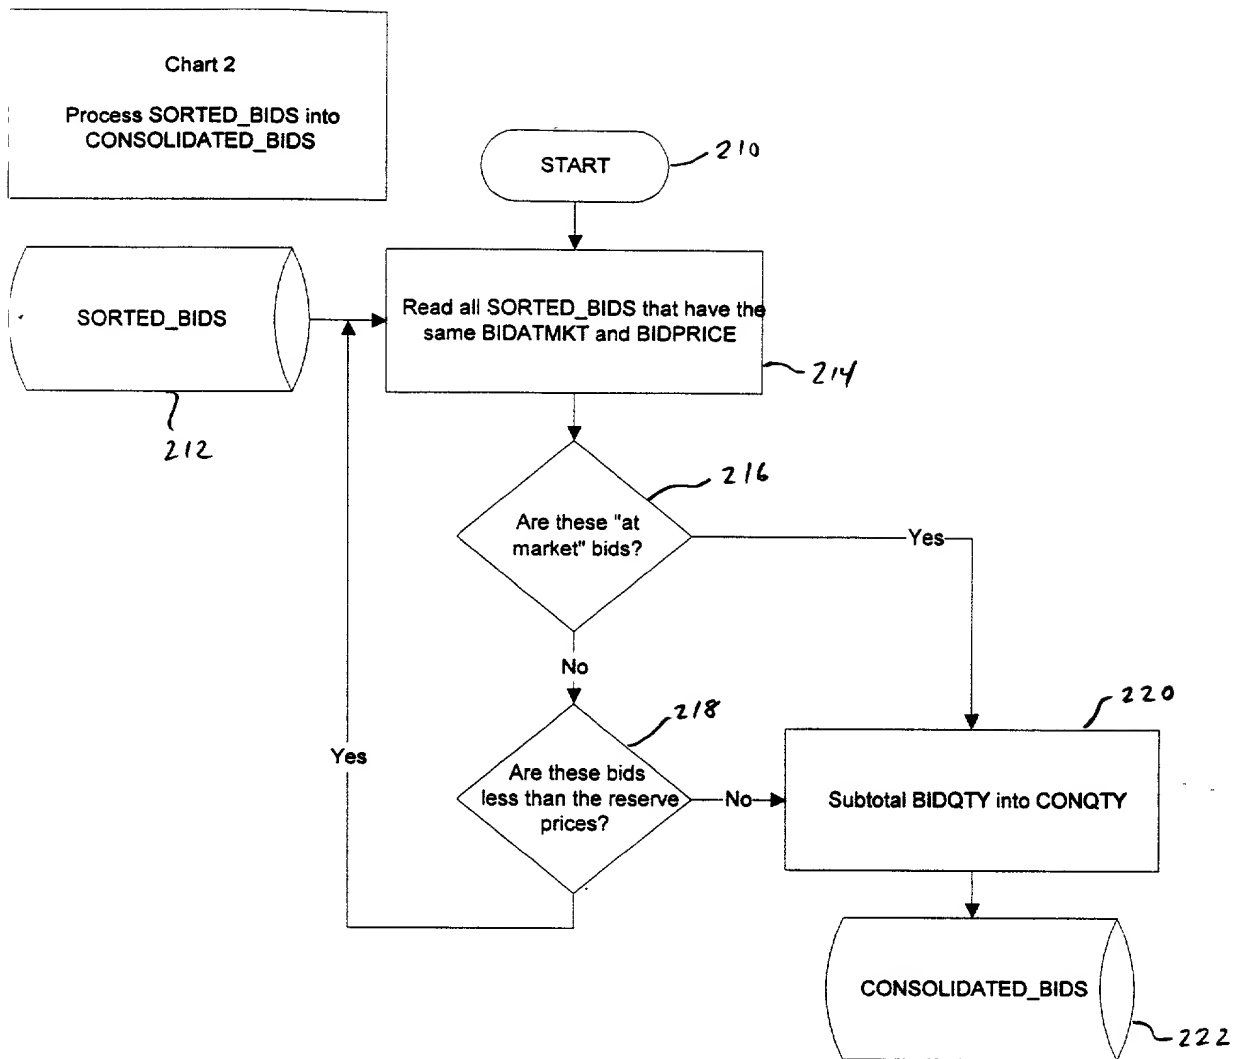 Chart 2
Process SORTED_BIDS into
CONSOLIDATED_BIDS
START
210
SORTED_BIDS
212
Read all SORTED_BIDS that have the
same BIDATMKT and BIDPRICE
214
Are these "at
market" bids?
216
Yes
No
218
Are these bids
less than the reserve
prices?
Yes
No
220
Subtotal BIDQTY into CONQTY
CONSOLIDATED_BIDS
222